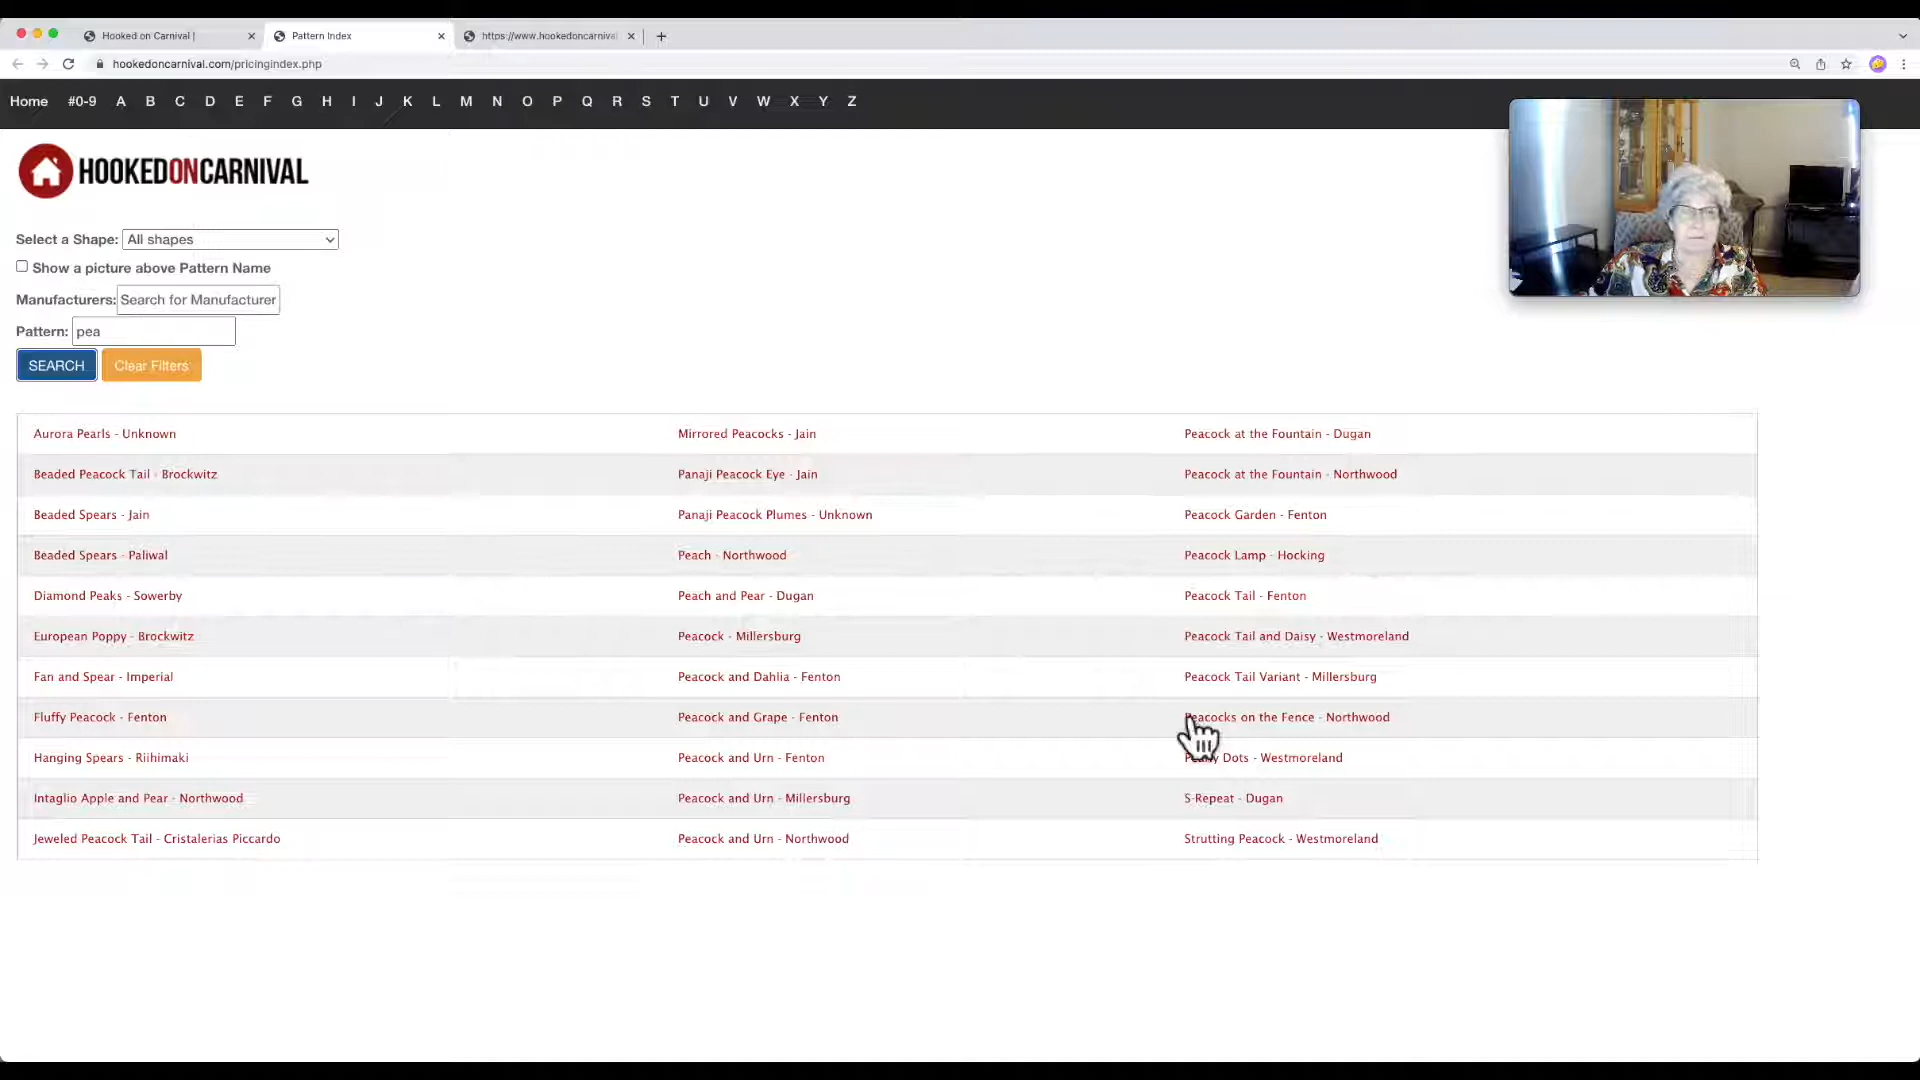 Hooked on Carnival |
Pattern Index
https://www.hookedoncarnival
hookedoncarnival.com/pricingindex.php
Home #0-9 A B C D E F G H I J K L M N O P Q R S T U V W X Y Z
HOOKEDONCARNIVAL
Select a Shape: All shapes
Show a picture above Pattern Name
Manufacturers: Search for Manufacturer
Pattern: pea
SEARCH Clear Filters
Aurora Pearls - Unknown Mirrored Peacocks - Jain Peacock at the Fountain - Dugan
Beaded Peacock Tail - Brockwitz Panaji Peacock Eye - Jain Peacock at the Fountain - Northwood
Beaded Spears - Jain Panaji Peacock Plumes - Unknown Peacock Garden - Fenton
Beaded Spears - Paliwal Peach - Northwood Peacock Lamp - Hocking
Diamond Peaks - Sowerby Peach and Pear - Dugan Peacock Tail - Fenton
European Poppy - Brockwitz Peacock - Millersburg Peacock Tail and Daisy - Westmoreland
Fan and Spear - Imperial Peacock and Dahlia - Fenton Peacock Tail Variant - Millersburg
Fluffy Peacock - Fenton Peacock and Grape - Fenton Peacocks on the Fence - Northwood
Hanging Spears - Riihimaki Peacock and Urn - Fenton Pearly Dots - Westmoreland
Intaglio Apple and Pear - Northwood Peacock and Urn - Millersburg S-Repeat - Dugan
Jeweled Peacock Tail - Cristalerias Piccardo Peacock and Urn - Northwood Strutting Peacock - Westmoreland